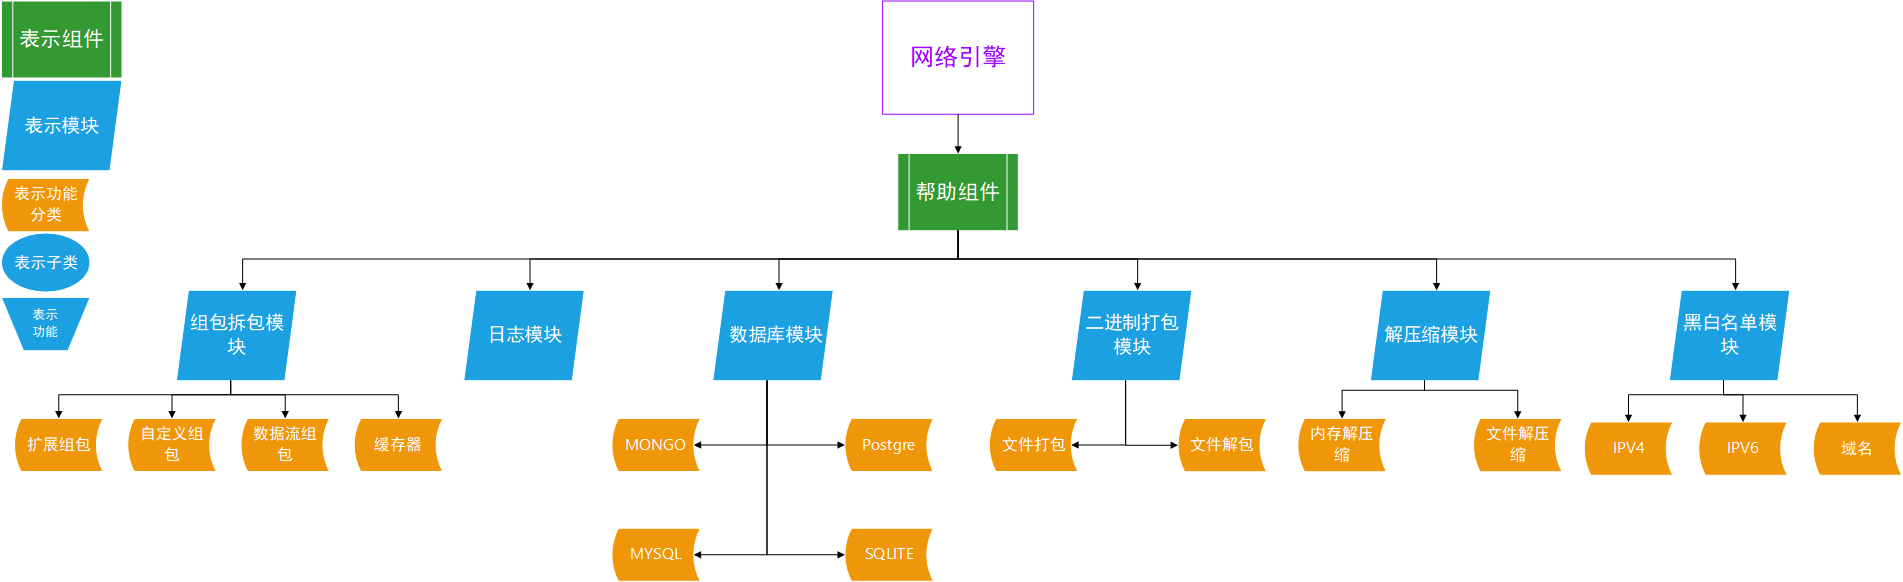 表示组件
表示模块
表示功能
分类
表示子类
表示
功能
网络引擎
帮助组件
组包拆包模
块
日志模块
数据库模块
二进制打包
模块
解压缩模块
黑白名单模
块
扩展组包
自定义组
包
数据流组
包
缓存器
MONGO
Postgre
文件打包
文件解包
内存解压
缩
文件解压
缩
IPV4
IPV6
域名
MYSQL
SQLITE